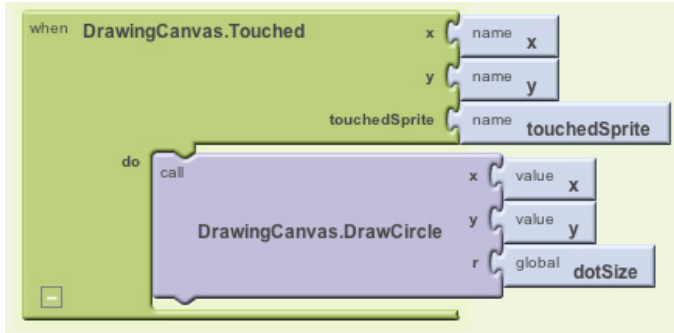 when DrawingCanvas.Touched x name x
y name y
touchedSprite name touchedSprite
do call x value x
DrawingCanvas.DrawCircle y value y
r global dotSize